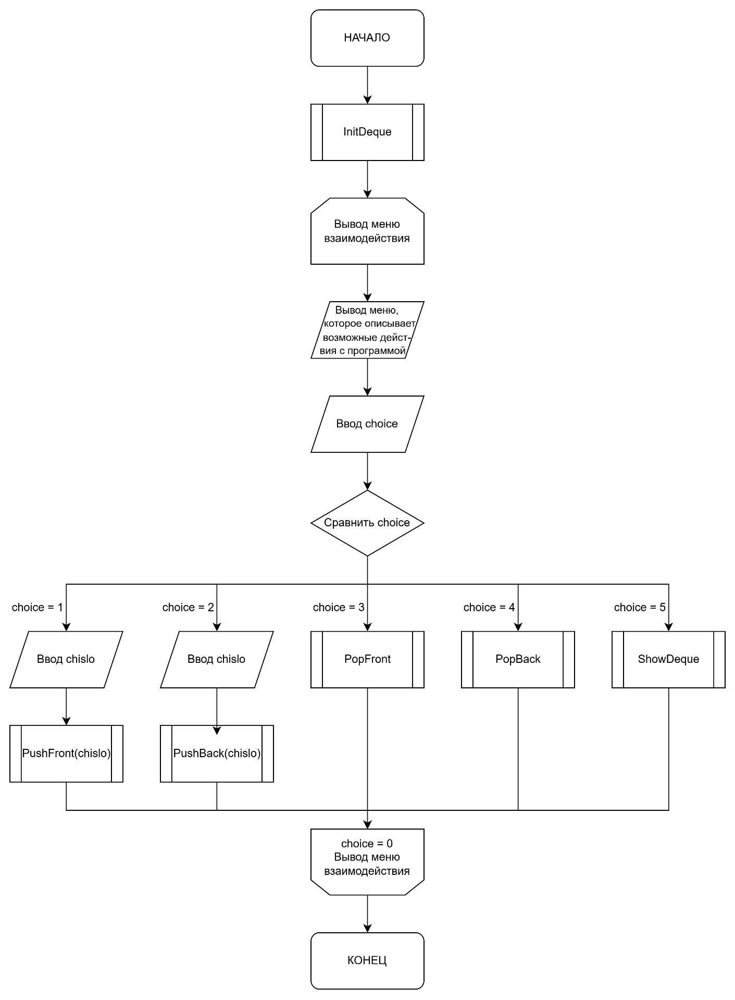 НАЧАЛО
InitDeque
Вывод меню
взаимодействия
Вывод меню,
которое описывает
возможные дейст-
вия с программой
Ввод choice
Сравнить choice
choice = 1
choice = 2
choice = 3
choice = 4
choice = 5
Ввод chislo
Ввод chislo
PopFront
PopBack
ShowDeque
PushFront(chislo)
PushBack(chislo)
choice = 0
Вывод меню
взаимодействия
КОНЕЦ